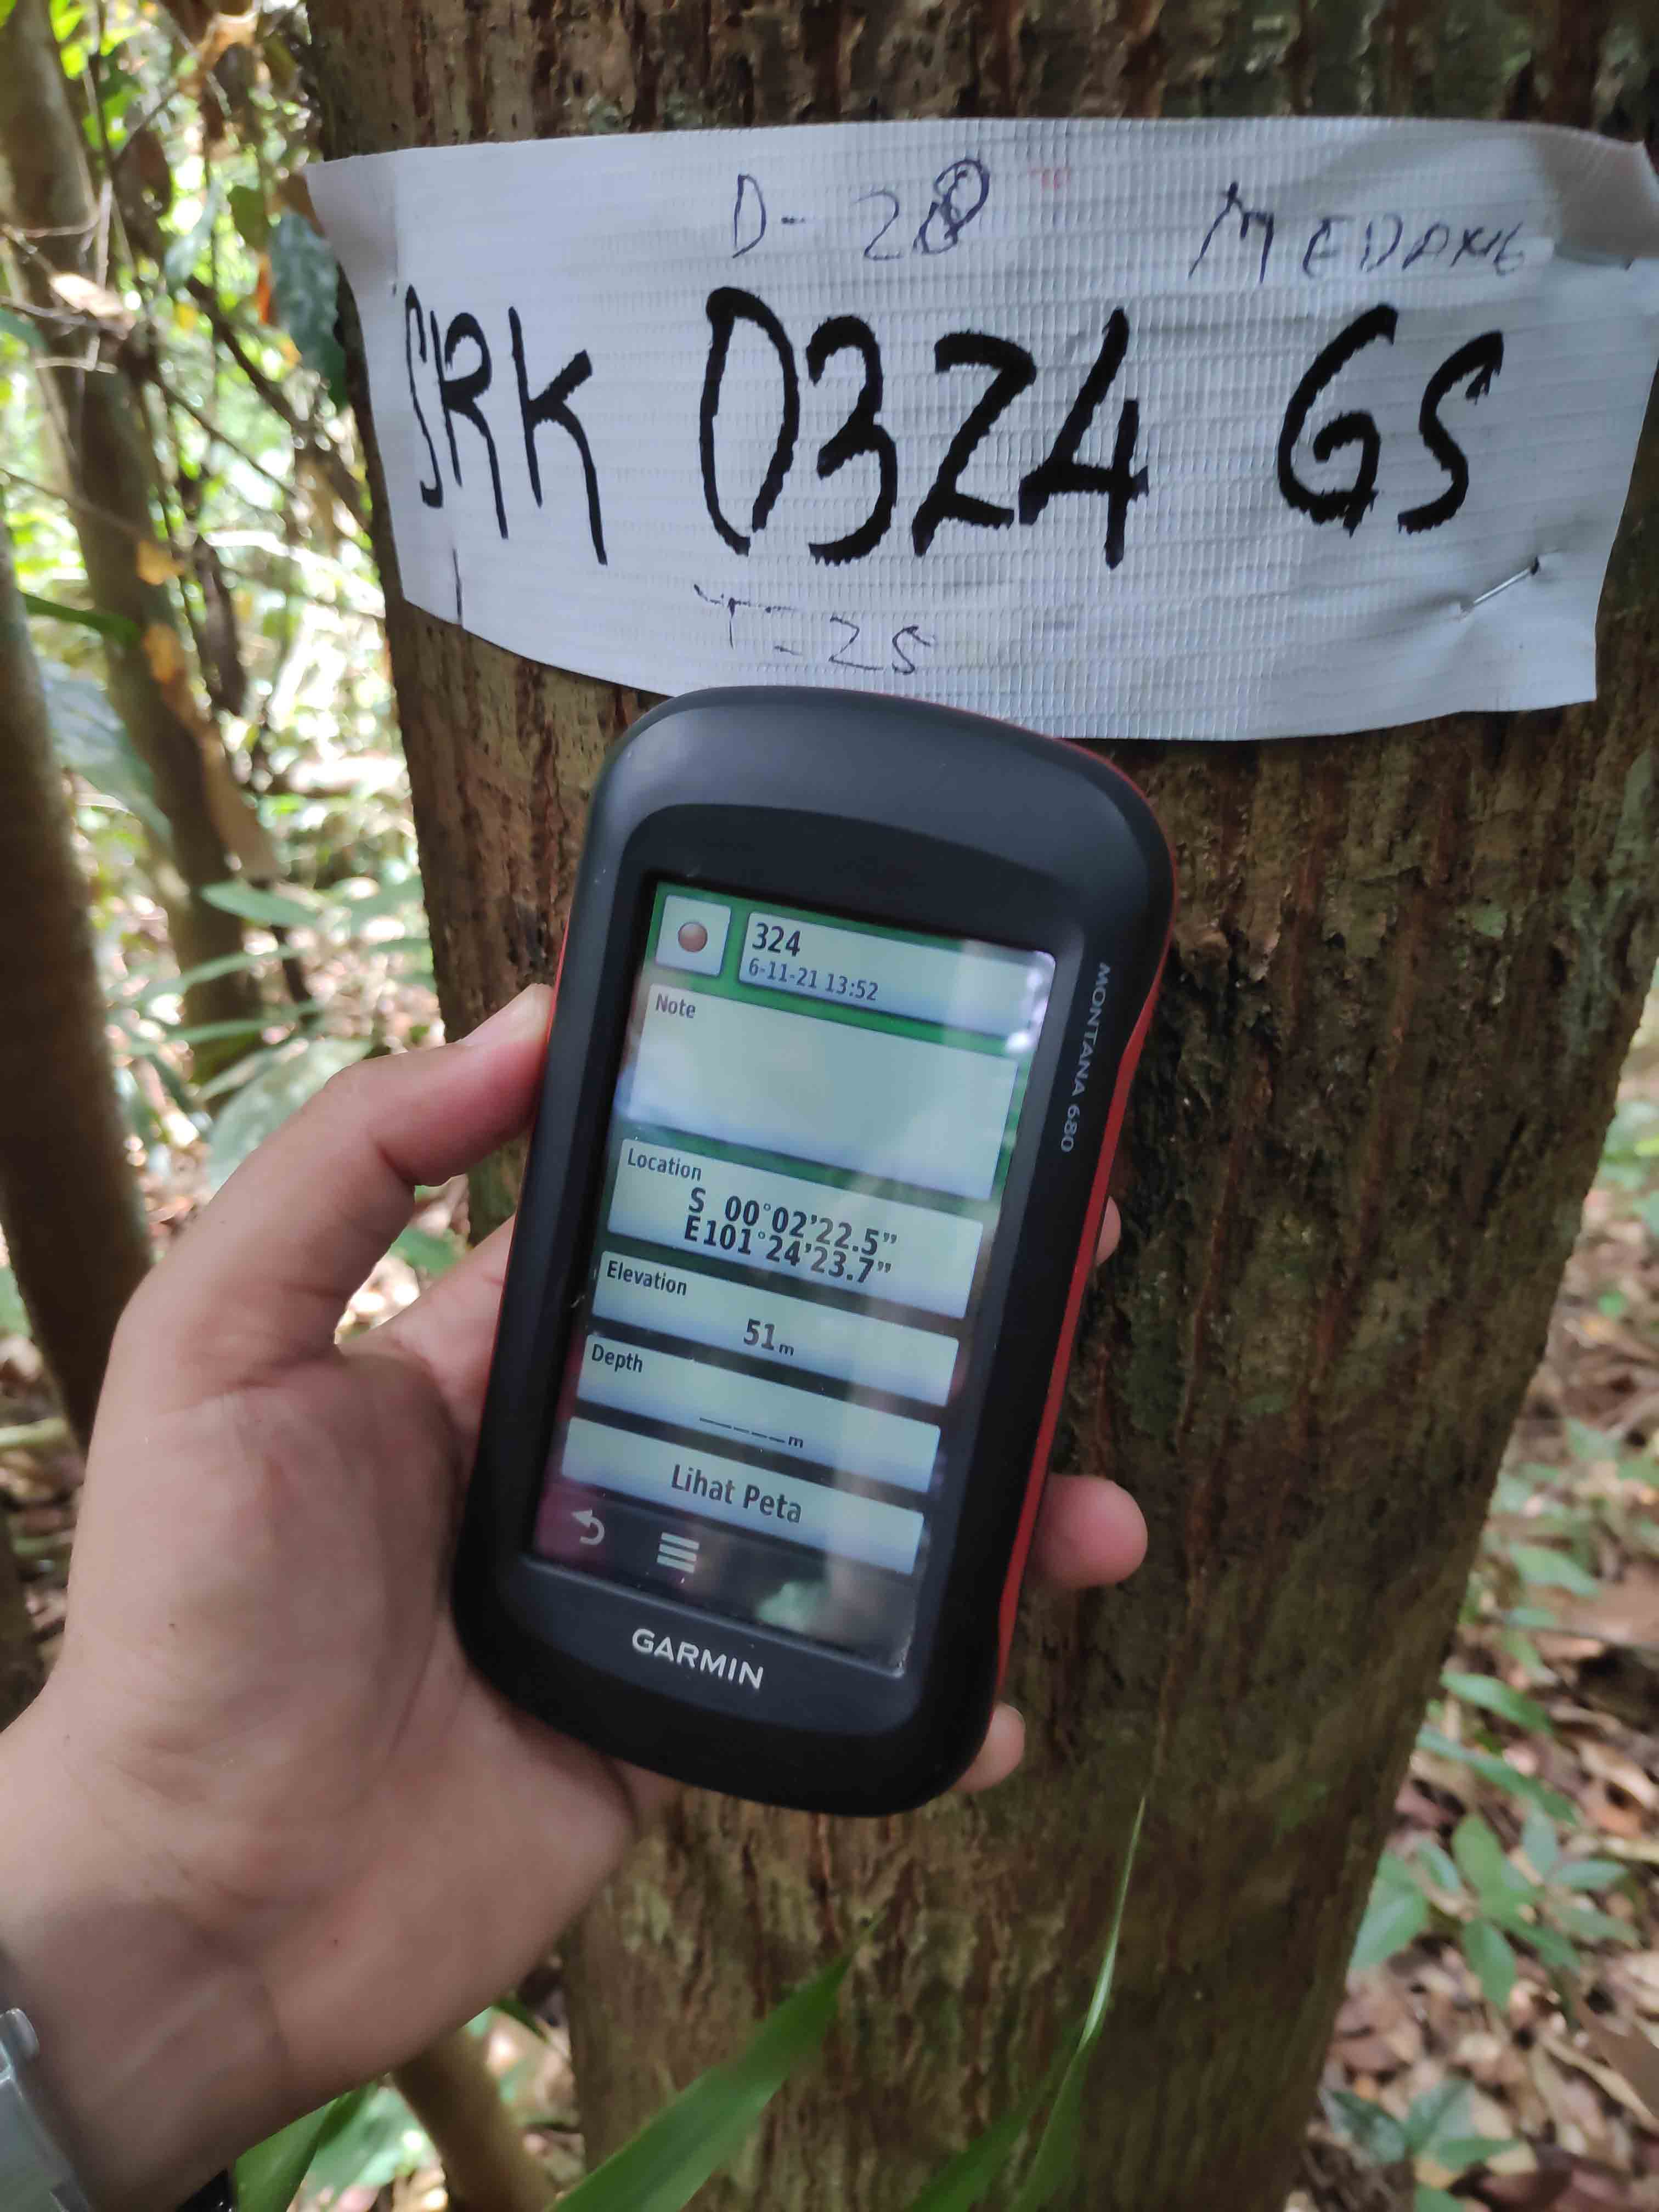 D- 28 MEDANG
SRK 0324 GS
T= 25
MONTANA 680
324
6-11-21 13:52
Note
Location
S 00°02'22.5"
E101°24'23.7"
Elevation
51m
Depth
____m
Lihat Peta
GARMIN